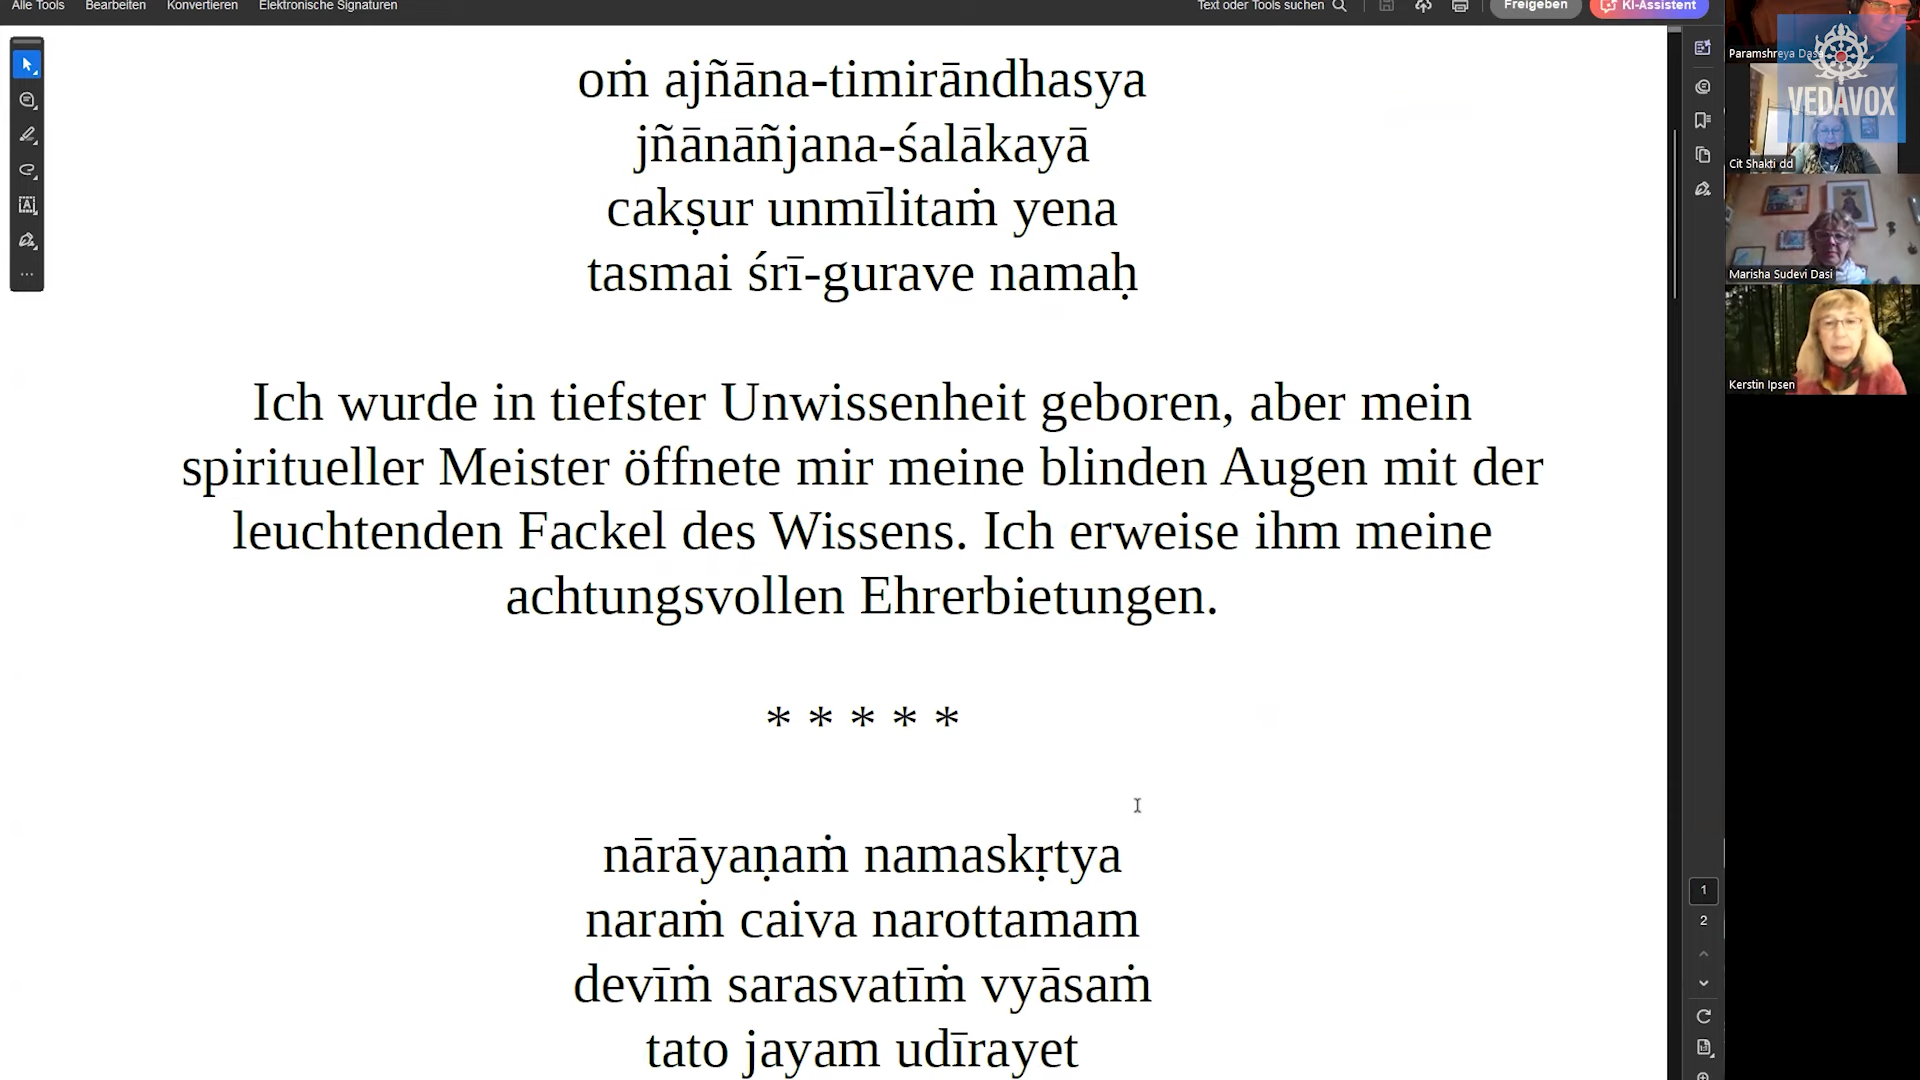 Alle Tools Bearbeiten Konvertieren Elektronische Signaturen Text oder Tools suchen Freigeben KI-Assistent
oṁ ajñāna-timirāndhasya
jñānāñjana-śalākayā
cakṣur unmīlitaṁ yena
tasmai śrī-gurave namaḥ
Ich wurde in tiefster Unwissenheit geboren, aber mein
spiritueller Meister öffnete mir meine blinden Augen mit der
leuchtenden Fackel des Wissens. Ich erweise ihm meine
achtungsvollen Ehrerbietungen.
* * * * *
nārāyaṇaṁ namaskṛtya
naraṁ caiva narottamam
devīṁ sarasvatīṁ vyāsaṁ
tato jayam udīrayet
1
2
Paramshreya Dasa
VEDAVOX
Cit Shakti dd
Marisha Sudevi Dasi
Kerstin Ipsen